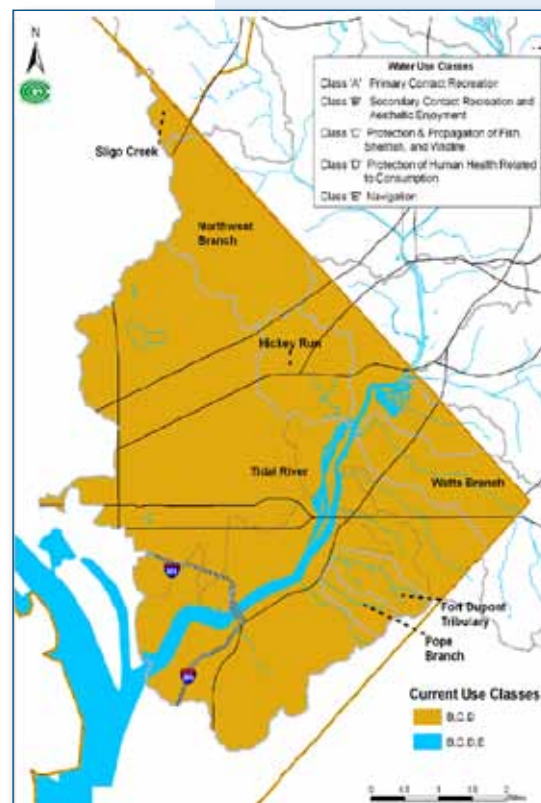 N
Water Use Classes
Class 'A' Primary Contact Recreation
Class 'B' Secondary Contact Recreation and
Aesthetic Enjoyment
Class 'C' Protection & Propagation of Fish,
Shellfish, and Wildlife
Class 'D' Protection of Human Health Related
to Consumption
Class 'E' Navigation
Sligo Creek
Northwest
Branch
Hickey Run
Tidal River
Watts Branch
Fort Dupont
Tributary
Pope
Branch
Current Use Classes
B,C,D
B,C,D,E